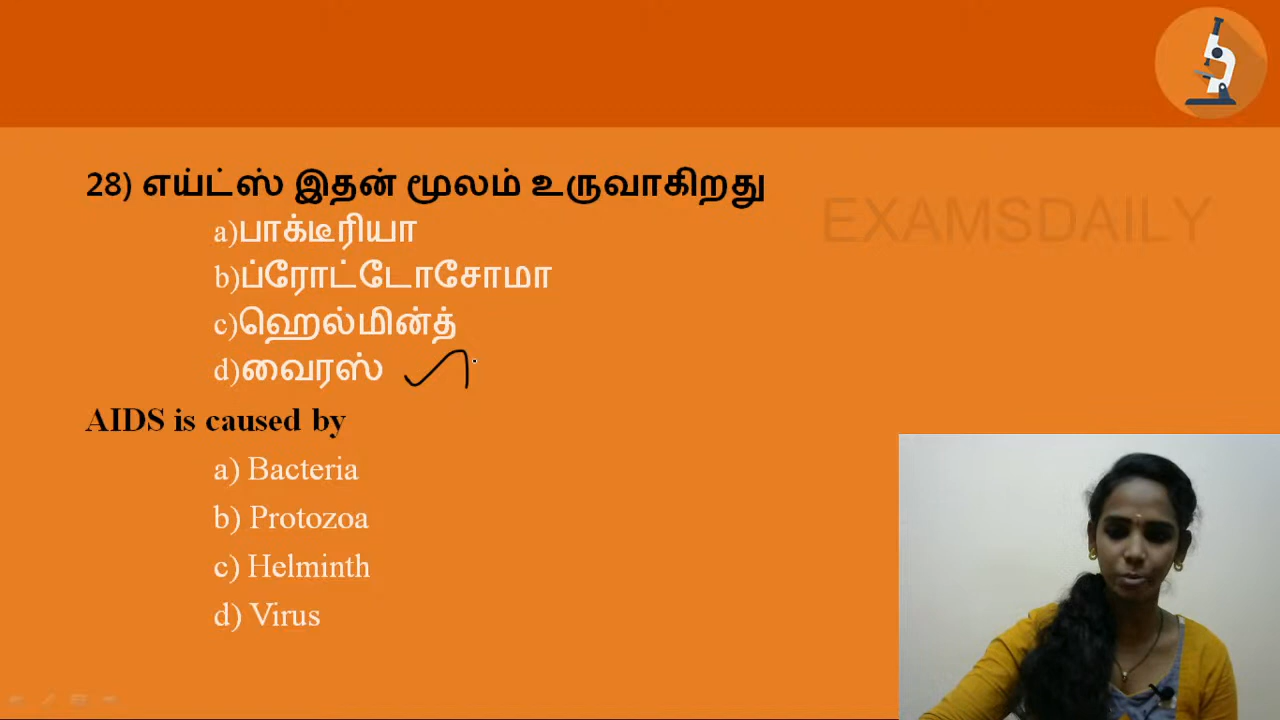 28) எய்ட்ஸ் இதன் மூலம் உருவாகிறது
EXAMSDAILY
a)பாக்டீரியா
b)ப்ரோட்டோசோமா
c)ஹெல்மின்த்
d)வைரஸ்
AIDS is caused by
a) Bacteria
b) Protozoa
c) Helminth
d) Virus